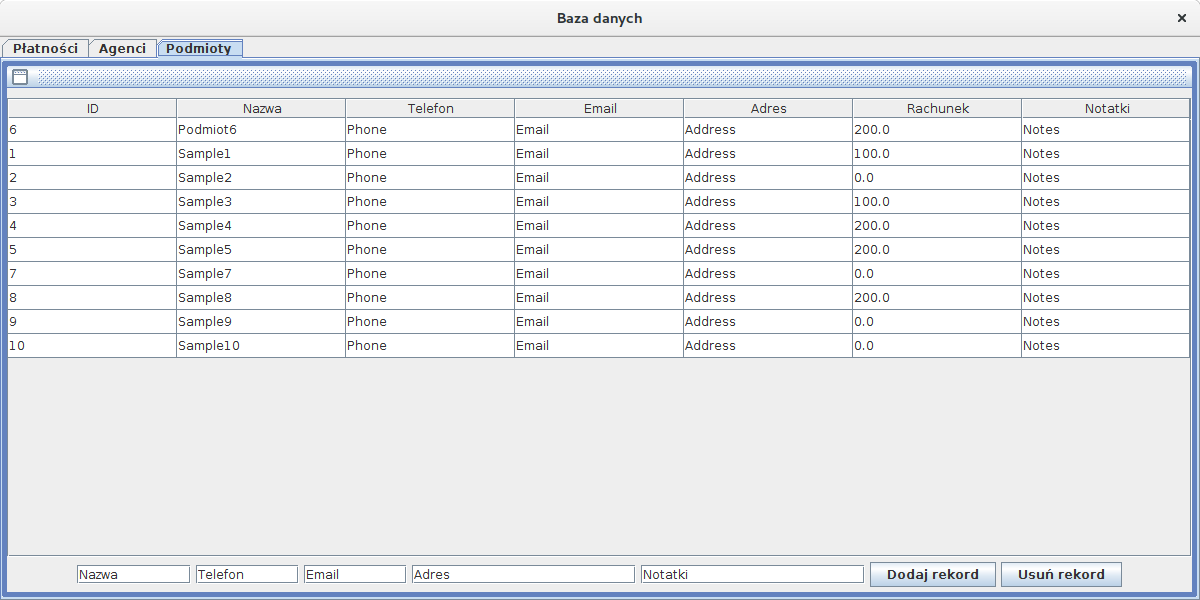 Baza danych
Płatności Agenci Podmioty
ID Nazwa Telefon Email Adres Rachunek Notatki
6 Podmiot6 Phone Email Address 200.0 Notes
1 Sample1 Phone Email Address 100.0 Notes
2 Sample2 Phone Email Address 0.0 Notes
3 Sample3 Phone Email Address 100.0 Notes
4 Sample4 Phone Email Address 200.0 Notes
5 Sample5 Phone Email Address 200.0 Notes
7 Sample7 Phone Email Address 0.0 Notes
8 Sample8 Phone Email Address 200.0 Notes
9 Sample9 Phone Email Address 0.0 Notes
10 Sample10 Phone Email Address 0.0 Notes
Nazwa Telefon Email Adres Notatki Dodaj rekord Usuń rekord